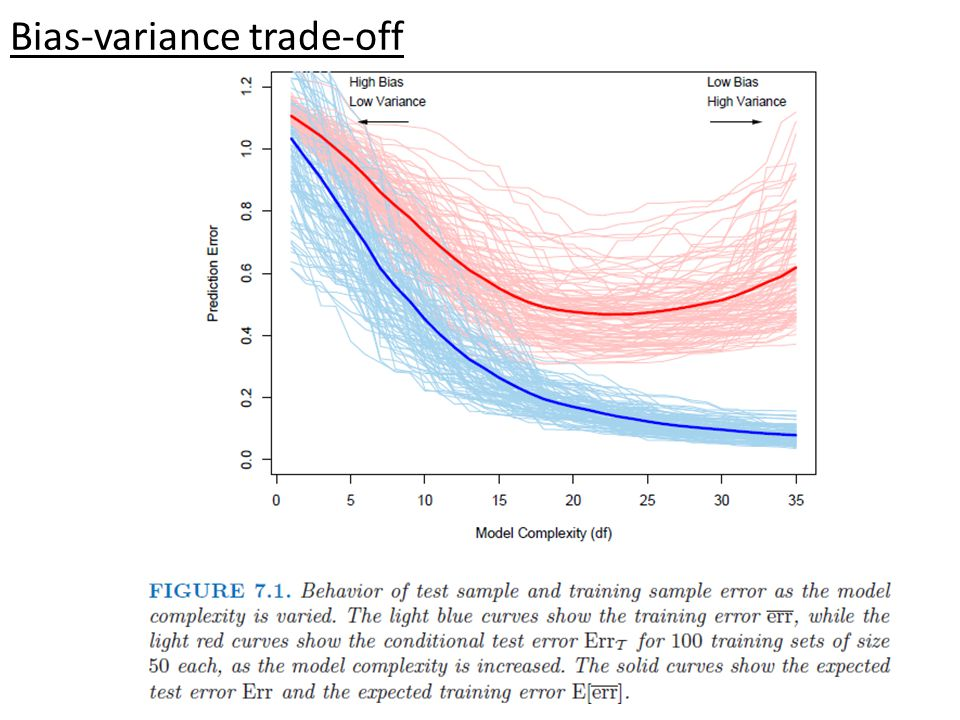 Bias-variance trade-off
High Bias
Low Variance
Low Bias
High Variance
Prediction Error
1.2
1.0
0.8
0.6
0.4
0.2
0.0
0 5 10 15 20 25 30 35
Model Complexity (df)
FIGURE 7.1. Behavior of test sample and training sample error as the model
complexity is varied. The light blue curves show the training error e̅r̅r̅, while the
light red curves show the conditional test error Err𝒯 for 100 training sets of size
50 each, as the model complexity is increased. The solid curves show the expected
test error Err and the expected training error E[e̅r̅r̅].